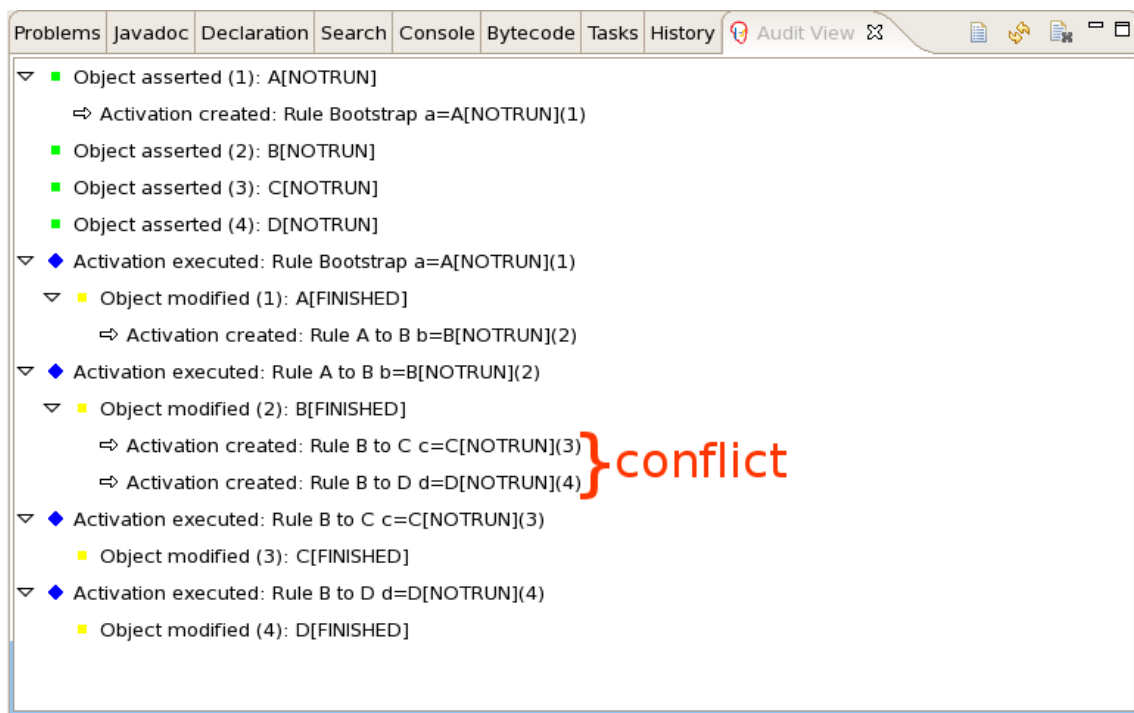 Problems Javadoc Declaration Search Console Bytecode Tasks History Audit View
Object asserted (1): A[NOTRUN]
Activation created: Rule Bootstrap a=A[NOTRUN](1)
Object asserted (2): B[NOTRUN]
Object asserted (3): C[NOTRUN]
Object asserted (4): D[NOTRUN]
Activation executed: Rule Bootstrap a=A[NOTRUN](1)
Object modified (1): A[FINISHED]
Activation created: Rule A to B b=B[NOTRUN](2)
Activation executed: Rule A to B b=B[NOTRUN](2)
Object modified (2): B[FINISHED]
Activation created: Rule B to C c=C[NOTRUN](3)
Activation created: Rule B to D d=D[NOTRUN](4)
conflict
Activation executed: Rule B to C c=C[NOTRUN](3)
Object modified (3): C[FINISHED]
Activation executed: Rule B to D d=D[NOTRUN](4)
Object modified (4): D[FINISHED]